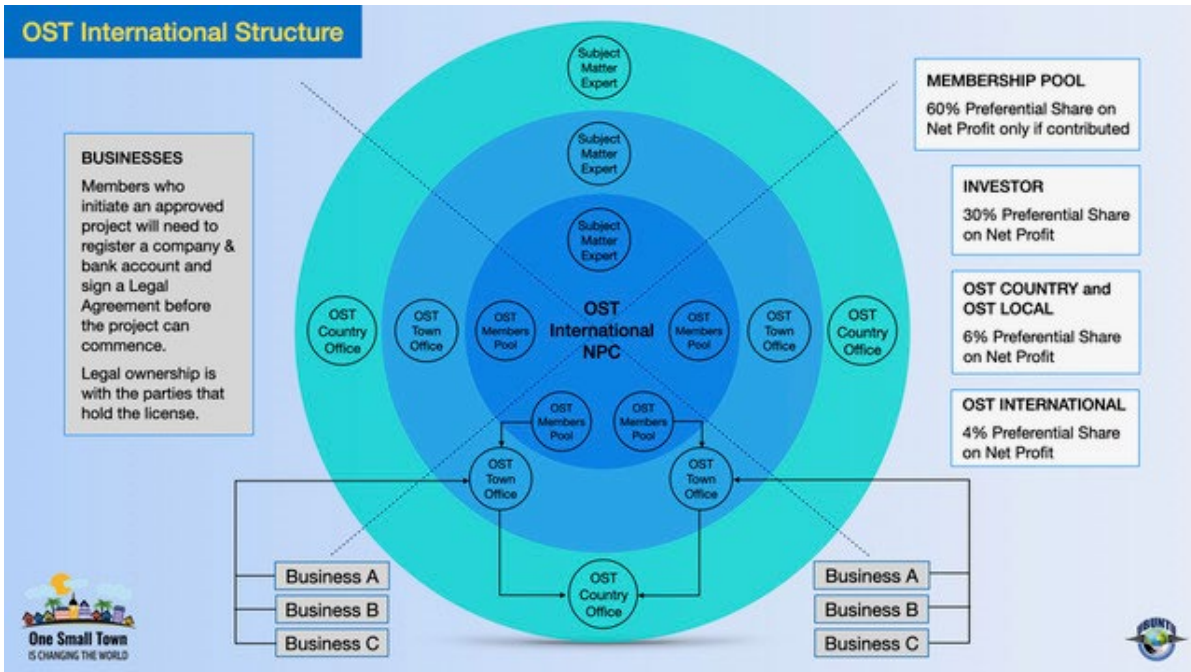 OST International Structure
BUSINESSES
Members who
initiate an approved
project will need to
register a company &
bank account and
sign a Legal
Agreement before
the project can
commence.
Legal ownership is
with the parties that
hold the license.
Subject
Matter
Expert
Subject
Matter
Expert
Subject
Matter
Expert
OST
Country
Office
OST
Town
Office
OST
Members
Pool
OST
International
NPC
OST
Members
Pool
OST
Town
Office
OST
Country
Office
OST
Members
Pool
OST
Members
Pool
OST
Town
Office
OST
Town
Office
OST
Country
Office
MEMBERSHIP POOL
60% Preferential Share on
Net Profit only if contributed
INVESTOR
30% Preferential Share
on Net Profit
OST COUNTRY and
OST LOCAL
6% Preferential Share
on Net Profit
OST INTERNATIONAL
4% Preferential Share
on Net Profit
Business A
Business B
Business C
Business A
Business B
Business C
One Small Town
IS CHANGING THE WORLD
UBUNTU